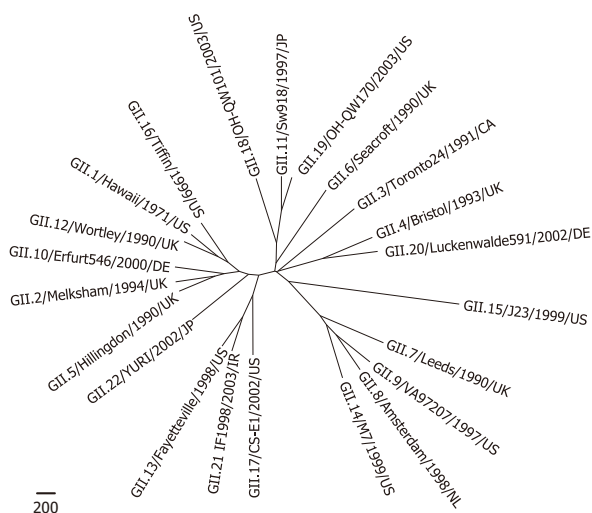 GII.18/OH-QW101/2003/US
GII.11/Sw918/1997/JP
GII.19/OH-QW170/2003/US
GII.6/Seacroft/1990/UK
GII.3/Toronto24/1991/CA
GII.4/Bristol/1993/UK
GII.20/Luckenwalde591/2002/DE
GII.15/J23/1999/US
GII.7/Leeds/1990/UK
GII.9/VA97207/1997/US
GII.8/Amsterdam/1998/NL
GII.14/M7/1999/US
GII.17/CS-E1/2002/US
GII.21 IF1998/2003/IR
GII.13/Fayetteville/1998/US
GII.22/YURI/2002/JP
GII.5/Hillingdon/1990/UK
GII.2/Melksham/1994/UK
GII.10/Erfurt546/2000/DE
GII.12/Wortley/1990/UK
GII.1/Hawaii/1971/US
GII.16/Tiffin/1999/US
200